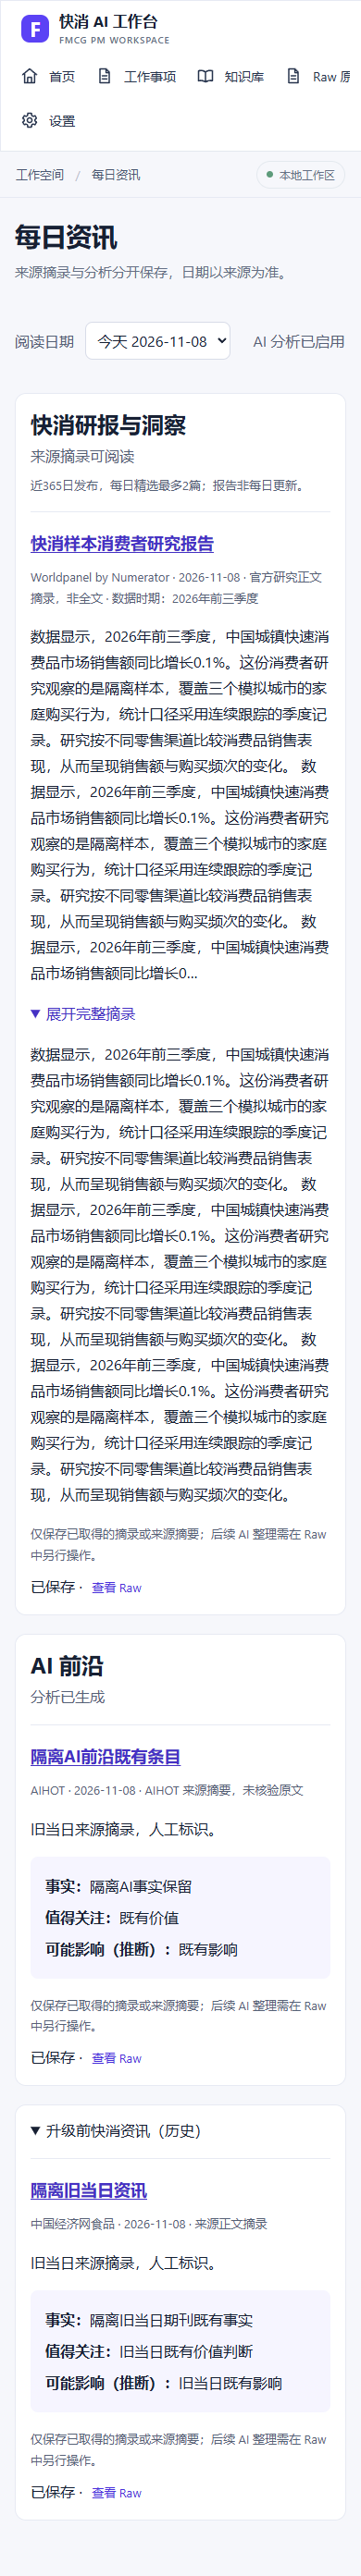 F
快消 AI 工作台
FMCG PM WORKSPACE
首页 工作事项 知识库 Raw 原
设置
工作空间 / 每日资讯 本地工作区
每日资讯
来源摘录与分析分开保存，日期以来源为准。
阅读日期 今天 2026-11-08 AI 分析已启用
快消研报与洞察
来源摘录可阅读
近365日发布，每日精选最多2篇；报告非每日更新。
快消样本消费者研究报告
Worldpanel by Numerator · 2026-11-08 · 官方研究正文
摘录，非全文 · 数据时期：2026年前三季度
数据显示，2026年前三季度，中国城镇快速消
费品市场销售额同比增长0.1%。这份消费者研
究观察的是隔离样本，覆盖三个模拟城市的家
庭购买行为，统计口径采用连续跟踪的季度记
录。研究按不同零售渠道比较消费品销售表
现，从而呈现销售额与购买频次的变化。 数
据显示，2026年前三季度，中国城镇快速消费
品市场销售额同比增长0.1%。这份消费者研究
观察的是隔离样本，覆盖三个模拟城市的家庭
购买行为，统计口径采用连续跟踪的季度记
录。研究按不同零售渠道比较消费品销售表
现，从而呈现销售额与购买频次的变化。 数
据显示，2026年前三季度，中国城镇快速消费
品市场销售额同比增长0...
▼ 展开完整摘录
数据显示，2026年前三季度，中国城镇快速消
费品市场销售额同比增长0.1%。这份消费者研
究观察的是隔离样本，覆盖三个模拟城市的家
庭购买行为，统计口径采用连续跟踪的季度记
录。研究按不同零售渠道比较消费品销售表
现，从而呈现销售额与购买频次的变化。 数
据显示，2026年前三季度，中国城镇快速消费
品市场销售额同比增长0.1%。这份消费者研究
观察的是隔离样本，覆盖三个模拟城市的家庭
购买行为，统计口径采用连续跟踪的季度记
录。研究按不同零售渠道比较消费品销售表
现，从而呈现销售额与购买频次的变化。 数
据显示，2026年前三季度，中国城镇快速消费
品市场销售额同比增长0.1%。这份消费者研究
观察的是隔离样本，覆盖三个模拟城市的家庭
购买行为，统计口径采用连续跟踪的季度记
录。研究按不同零售渠道比较消费品销售表
现，从而呈现销售额与购买频次的变化。
仅保存已取得的摘录或来源摘要；后续 AI 整理需在 Raw
中另行操作。
已保存 · 查看 Raw
AI 前沿
分析已生成
隔离AI前沿既有条目
AIHOT · 2026-11-08 · AIHOT 来源摘要，未核验原文
旧当日来源摘录，人工标识。
事实：隔离AI事实保留
值得关注：既有价值
可能影响（推断）：既有影响
仅保存已取得的摘录或来源摘要；后续 AI 整理需在 Raw
中另行操作。
已保存 · 查看 Raw
▼ 升级前快消资讯（历史）
隔离旧当日资讯
中国经济网食品 · 2026-11-08 · 来源正文摘录
旧当日来源摘录，人工标识。
事实：隔离旧当日期刊既有事实
值得关注：旧当日既有价值判断
可能影响（推断）：旧当日既有影响
仅保存已取得的摘录或来源摘要；后续 AI 整理需在 Raw
中另行操作。
已保存 · 查看 Raw